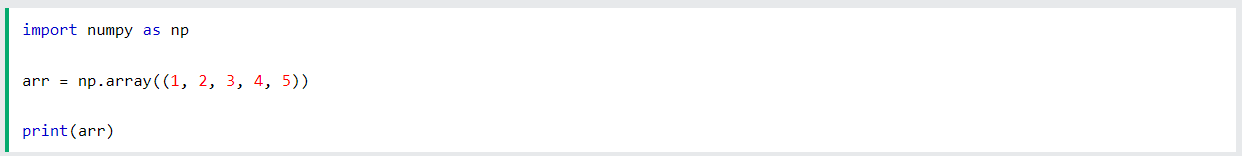 import numpy as np
arr = np.array((1, 2, 3, 4, 5))
print(arr)